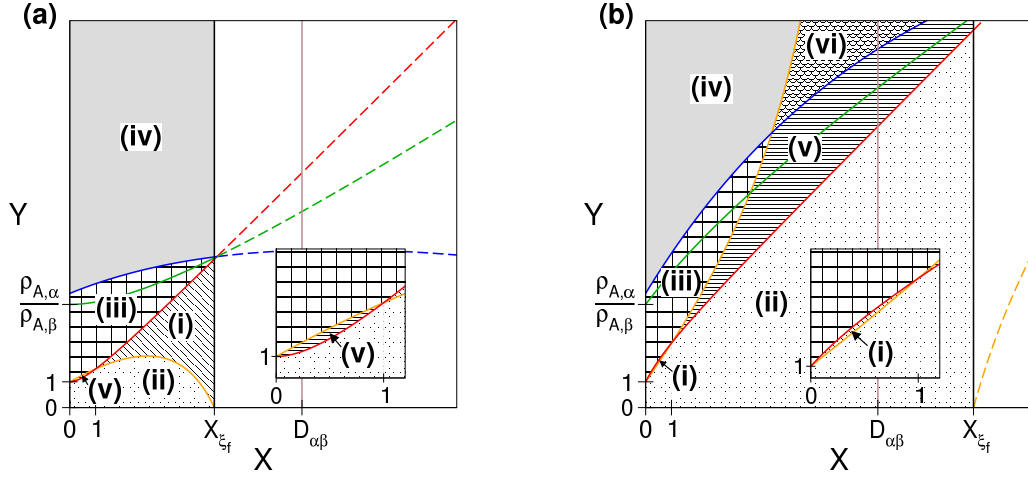 (a)
(iv)
(iii)
(i)
(v)
(ii)
(v)
1
0
1
Y
ρA,α
ρA,β
1
0
0
1
Xξf
Dαβ
X
(b)
(vi)
(iv)
(v)
(iii)
(ii)
(i)
(i)
1
0
1
Y
ρA,α
ρA,β
1
0
0
1
Dαβ
Xξf
X